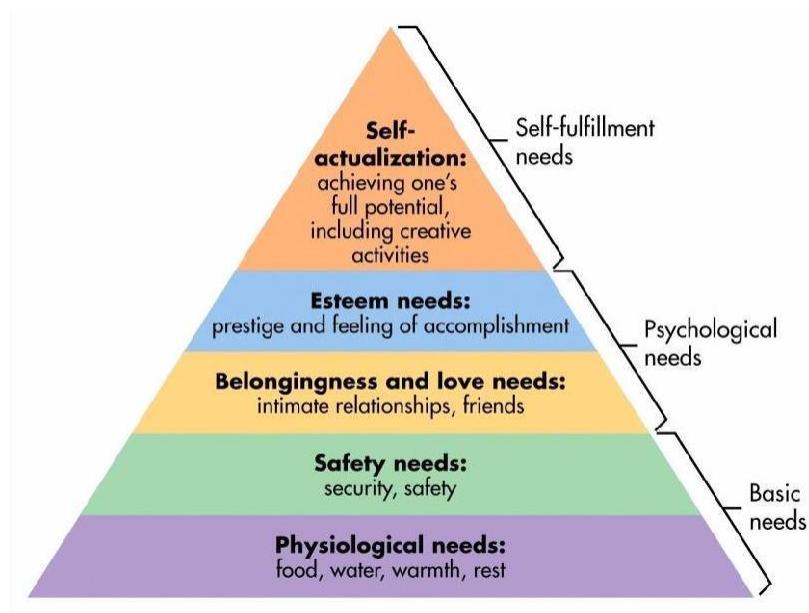 Self-
actualization:
achieving one's
full potential,
including creative
activities
Self-fulfillment
needs
Esteem needs:
prestige and feeling of accomplishment
Psychological
needs
Belongingness and love needs:
intimate relationships, friends
Safety needs:
security, safety
Basic
needs
Physiological needs:
food, water, warmth, rest